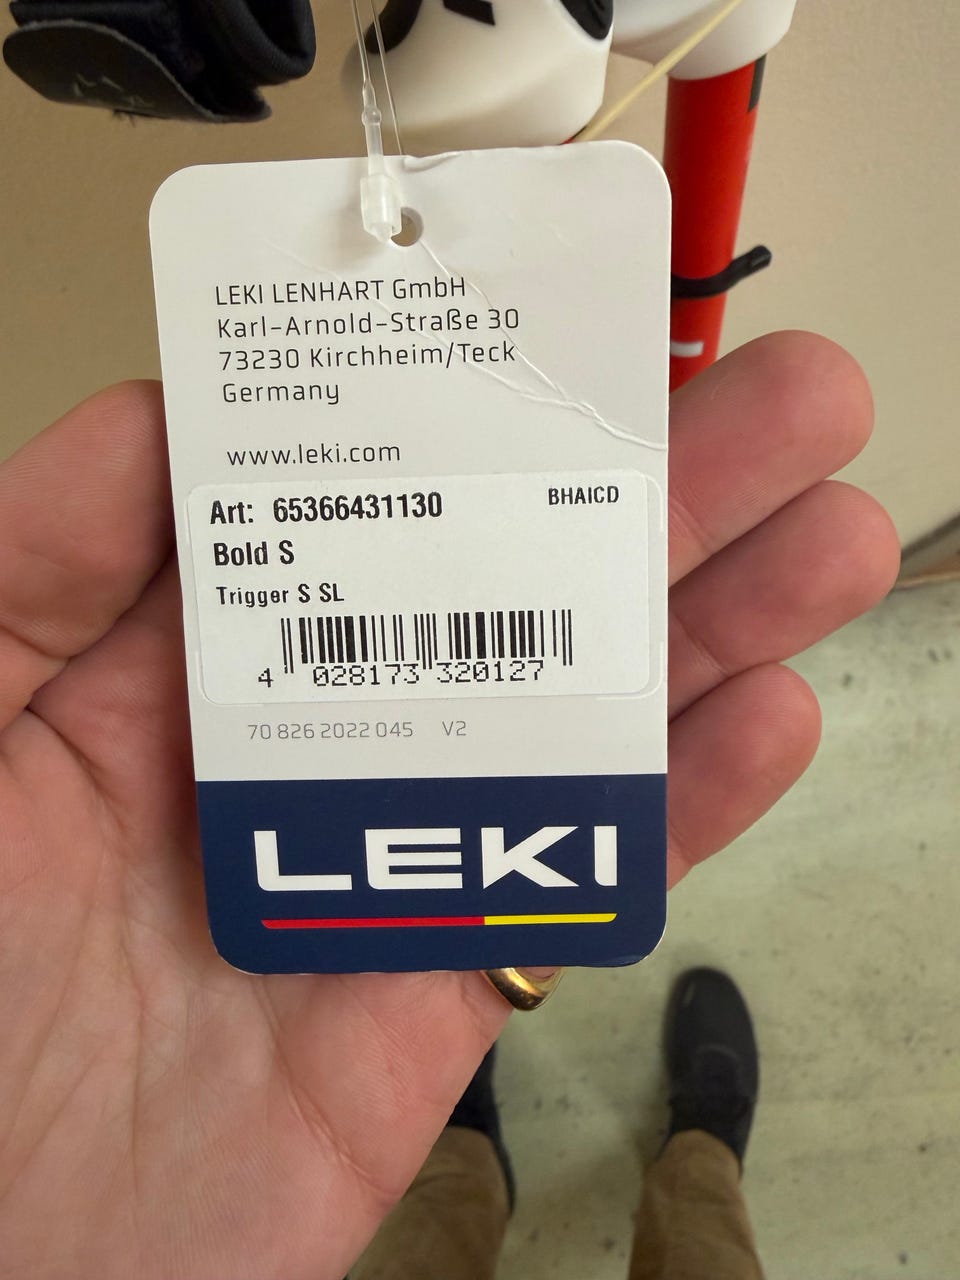 LEKI LENHART GmbH
Karl-Arnold-Straße 30
73230 Kirchheim/Teck
Germany
www.leki.com
Art: 65366431130 BHAICD
Bold S
Trigger S SL
4 028173 320127
70 826 2022 045 V2
LEKI